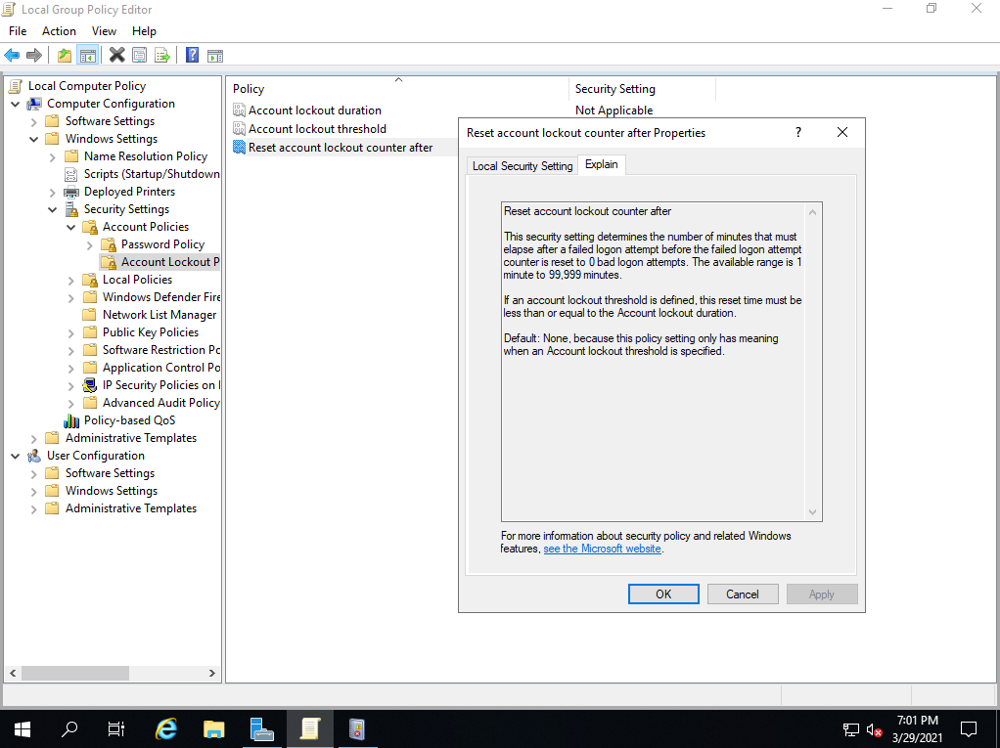 Local Group Policy Editor
File Action View Help
Local Computer Policy
Computer Configuration
Software Settings
Windows Settings
Name Resolution Policy
Scripts (Startup/Shutdown
Deployed Printers
Security Settings
Account Policies
Password Policy
Account Lockout P
Local Policies
Windows Defender Fire
Network List Manager
Public Key Policies
Software Restriction Po
Application Control Po
IP Security Policies on
Advanced Audit Policy
Policy-based QoS
Administrative Templates
User Configuration
Software Settings
Windows Settings
Administrative Templates
Policy Security Setting
Account lockout duration Not Applicable
Account lockout threshold
Reset account lockout counter after
Reset account lockout counter after Properties ?
Local Security Setting Explain
Reset account lockout counter after
This security setting determines the number of minutes that must
elapse after a failed logon attempt before the failed logon attempt
counter is reset to 0 bad logon attempts. The available range is 1
minute to 99,999 minutes.
If an account lockout threshold is defined, this reset time must be
less than or equal to the Account lockout duration.
Default: None, because this policy setting only has meaning
when an Account lockout threshold is specified.
For more information about security policy and related Windows
features, see the Microsoft website.
OK Cancel Apply
7:01 PM
3/29/2021